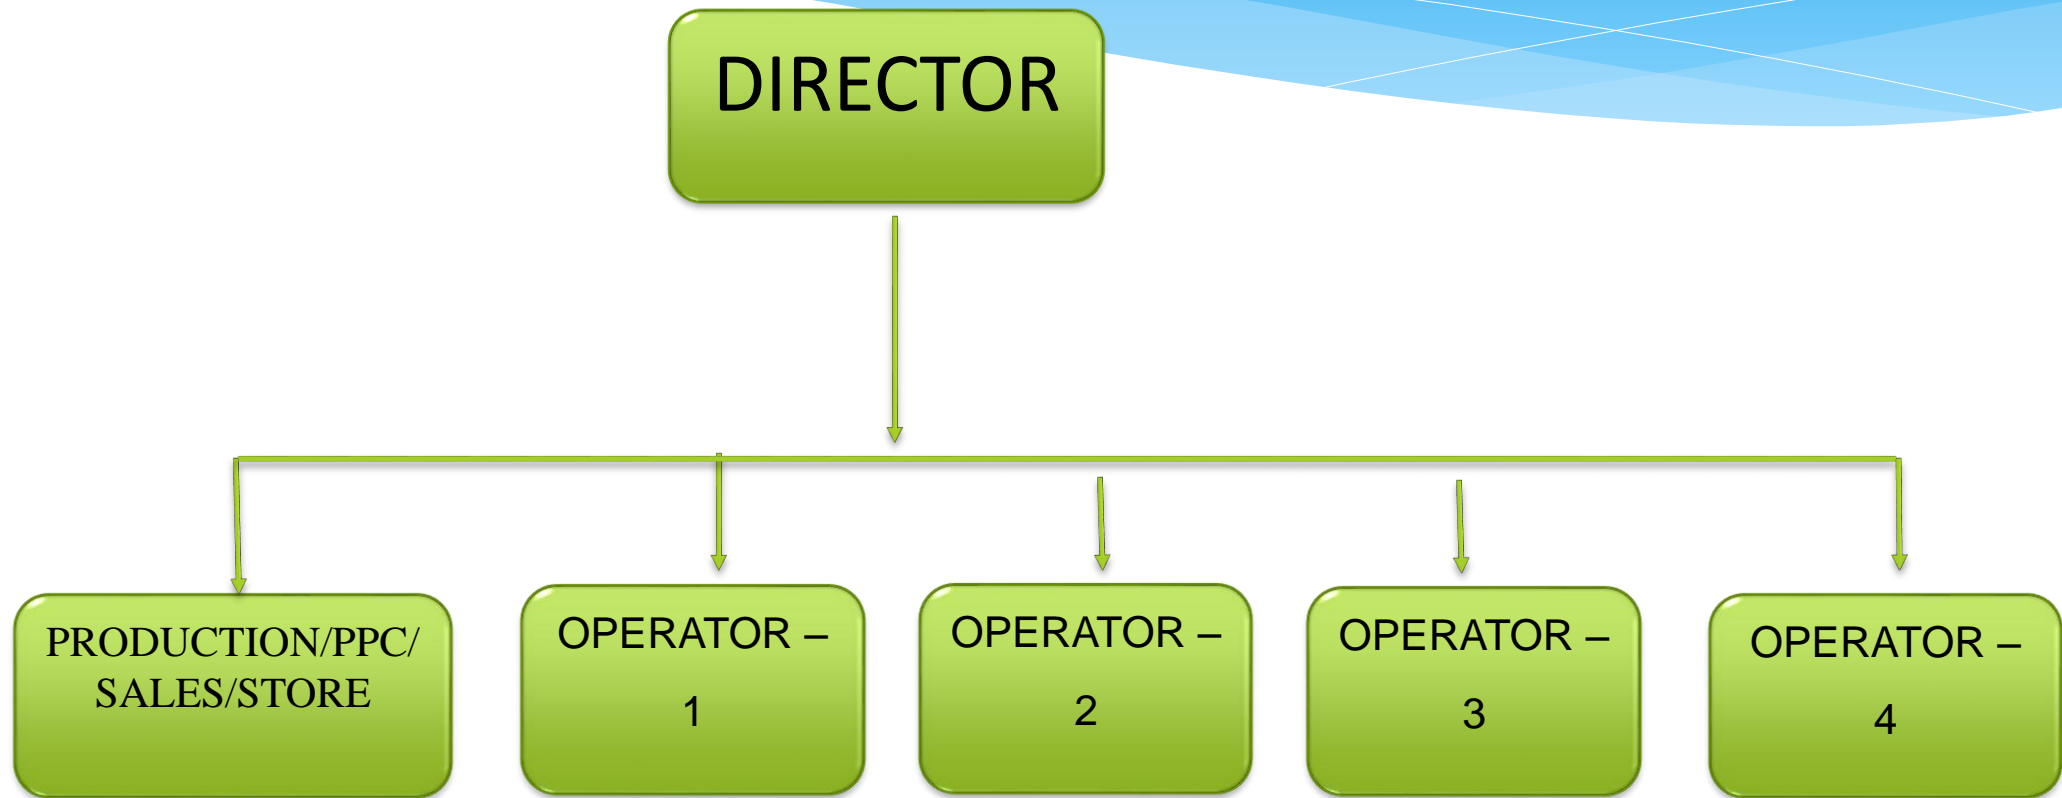 DIRECTOR
PRODUCTION/PPC/
SALES/STORE
OPERATOR –
1
OPERATOR –
2
OPERATOR –
3
OPERATOR –
4